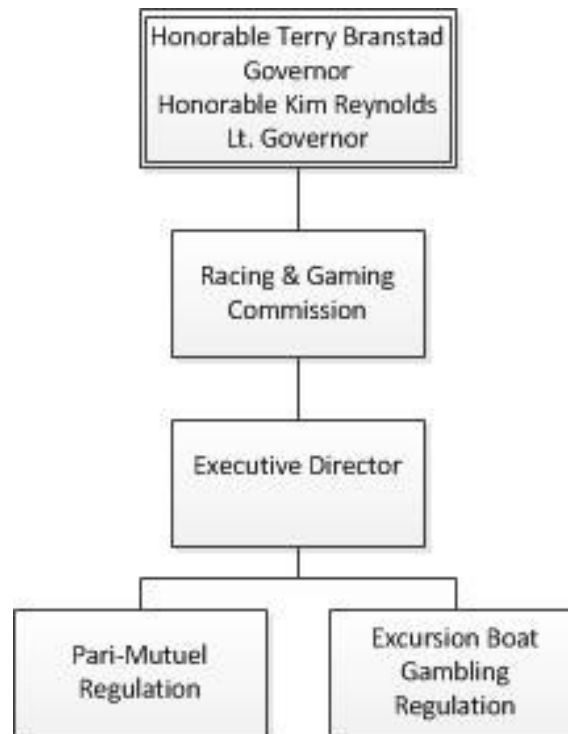 Honorable Terry Branstad
Governor
Honorable Kim Reynolds
Lt. Governor
Racing & Gaming
Commission
Executive Director
Pari-Mutuel
Regulation
Excursion Boat
Gambling
Regulation